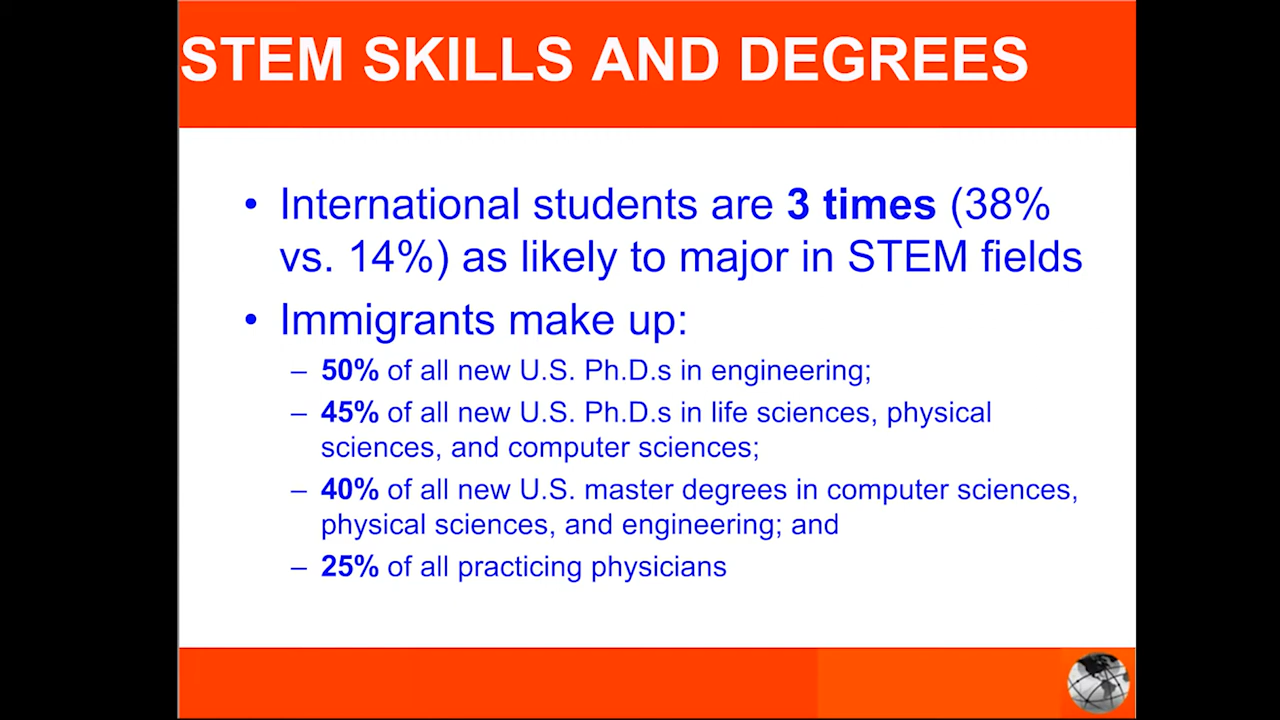 STEM SKILLS AND DEGREES
• International students are 3 times (38%
vs. 14%) as likely to major in STEM fields
• Immigrants make up:
– 50% of all new U.S. Ph.D.s in engineering;
– 45% of all new U.S. Ph.D.s in life sciences, physical
sciences, and computer sciences;
– 40% of all new U.S. master degrees in computer sciences,
physical sciences, and engineering; and
– 25% of all practicing physicians